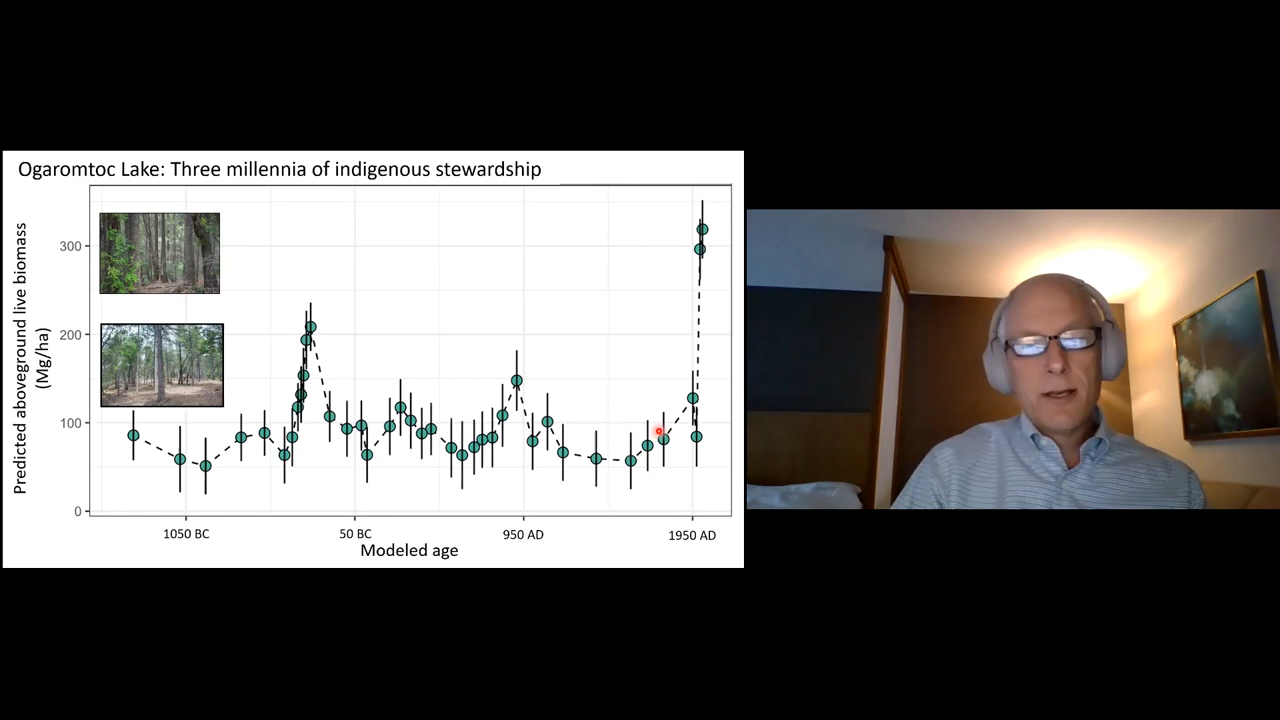 Ogaromtoc Lake: Three millennia of indigenous stewardship
Predicted aboveground live biomass
(Mg/ha)
300
200
100
0
1050 BC
50 BC
950 AD
1950 AD
Modeled age